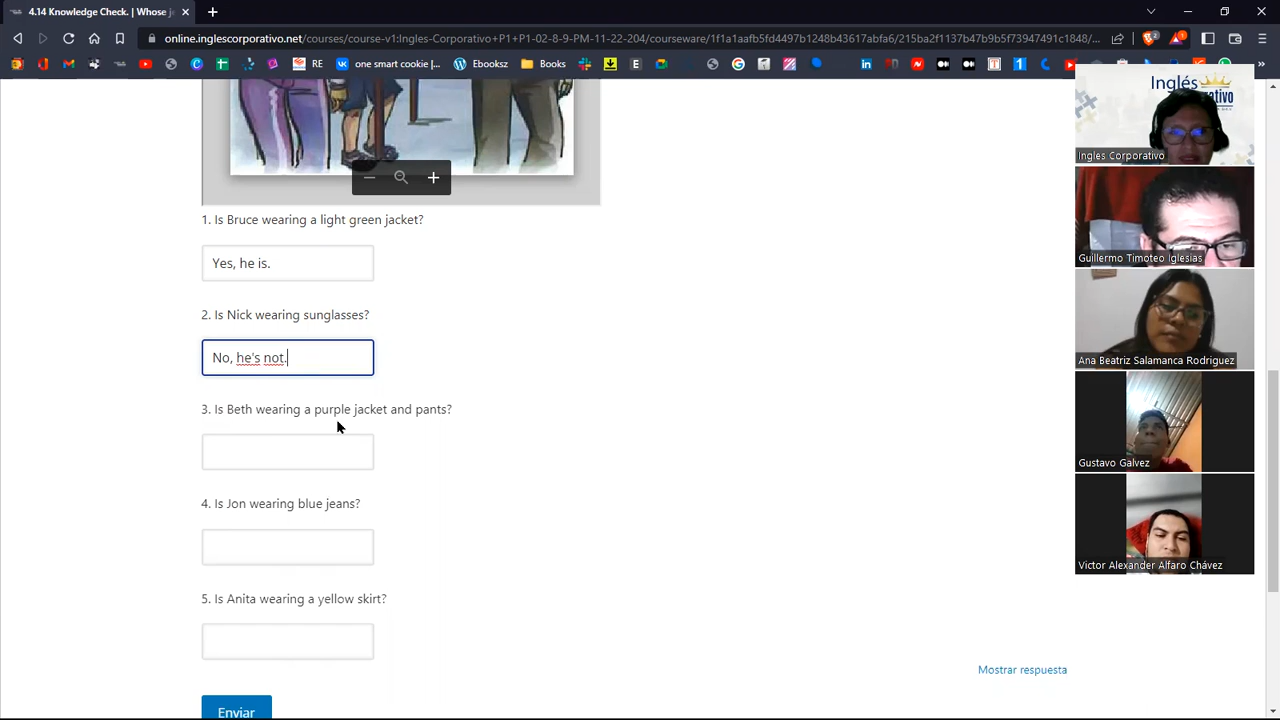 4.14 Knowledge Check. | Whose j
online.inglescorporativo.net/courses/course-v1:Ingles-Corporativo+P1+P1-02-8-9-PM-11-22-204/courseware/1f1a1aafb5fd4497b1248b43617abfa6/215ba2f1137b47b9b5f73947491c1848/...
RE
one smart cookie |...
Ebooksz
Books
Inglés
Ingles Corporativo
Guillermo Timoteo Iglesias
Ana Beatriz Salamanca Rodriguez
Gustavo Galvez
Victor Alexander Alfaro Chávez
1. Is Bruce wearing a light green jacket?
Yes, he is.
2. Is Nick wearing sunglasses?
No, he's not.
3. Is Beth wearing a purple jacket and pants?
4. Is Jon wearing blue jeans?
5. Is Anita wearing a yellow skirt?
Mostrar respuesta
Enviar